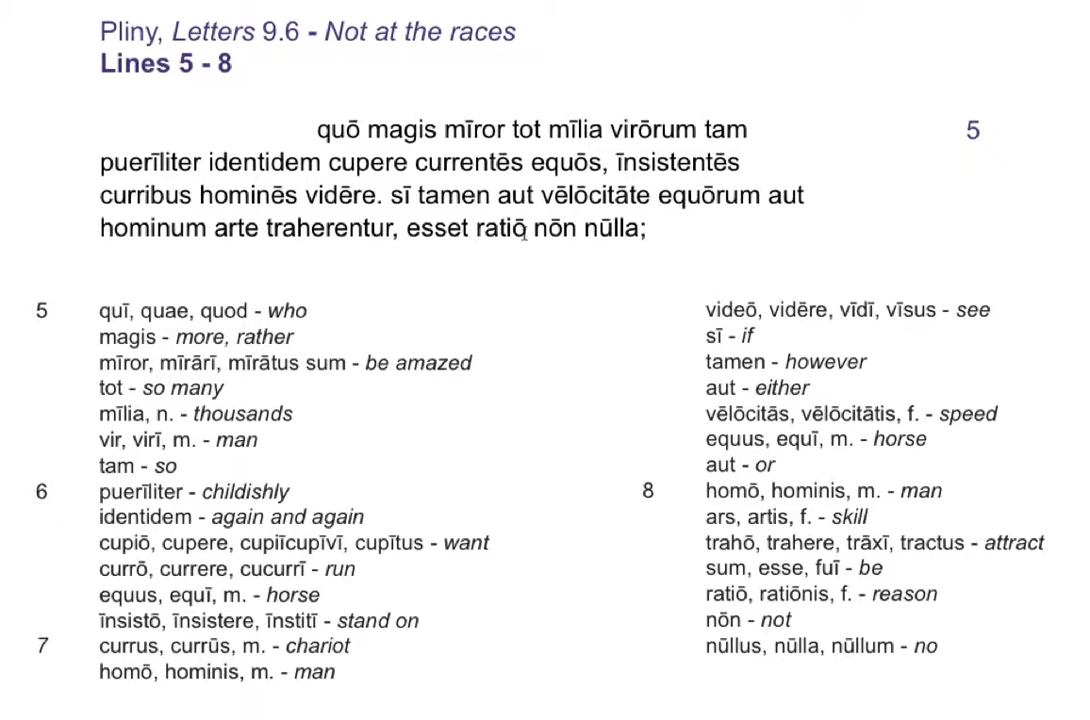 Pliny, Letters 9.6 - Not at the races
Lines 5 - 8
quō magis mīror tot mīlia virōrum tam 5
puerīliter identidem cupere currentēs equōs, īnsistentēs
curribus hominēs vidēre. sī tamen aut vēlōcitāte equōrum aut
hominum arte traherentur, esset ratiō nōn nūlla;
5 quī, quae, quod - who
magis - more, rather
mīror, mīrārī, mīrātus sum - be amazed
tot - so many
mīlia, n. - thousands
vir, virī, m. - man
tam - so
6 puerīliter - childishly
identidem - again and again
cupiō, cupere, cupiīcupīvī, cupītus - want
currō, currere, cucurrī - run
equus, equī, m. - horse
īnsistō, īnsistere, īnstitī - stand on
7 currus, currūs, m. - chariot
homō, hominis, m. - man
videō, vidēre, vīdī, vīsus - see
sī - if
tamen - however
aut - either
vēlōcitās, vēlōcitātis, f. - speed
equus, equī, m. - horse
aut - or
8 homō, hominis, m. - man
ars, artis, f. - skill
trahō, trahere, trāxī, tractus - attract
sum, esse, fuī - be
ratiō, ratiōnis, f. - reason
nōn - not
nūllus, nūlla, nūllum - no